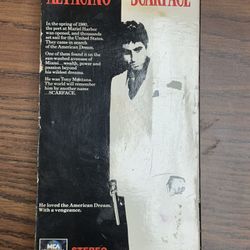 AL PACINO SCARFACE
In the spring of 1980,
the port at Mariel Harbor
was opened, and thousands
set sail for the United States.
They came in search
of the American Dream.
One of them found it on the
sun-washed avenues of
Miami... wealth, power and
passion beyond
his wildest dreams.
He was Tony Montana.
The world will remember
him by another name
...SCARFACE.
He loved the American Dream.
With a vengeance.
MCA
STEREO